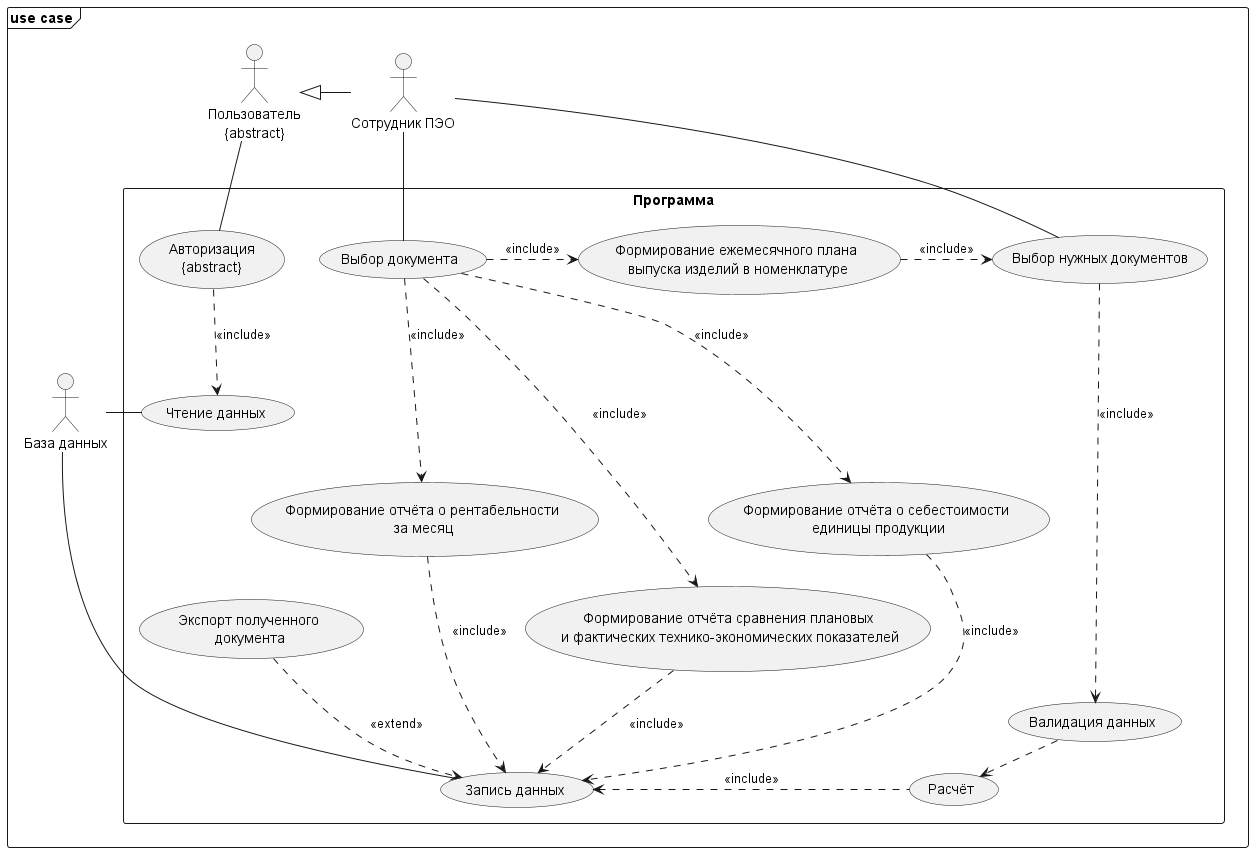 use case
Пользователь
{abstract}
Сотрудник ПЭО
Программа
Авторизация
{abstract}
Выбор документа
«include»
Формирование ежемесячного плана
выпуска изделий в номенклатуре
«include»
Выбор нужных документов
«include»
«include»
«include»
«include»
«include»
База данных
Чтение данных
Формирование отчёта о рентабельности
за месяц
Формирование отчёта о себестоимости
единицы продукции
Экспорт полученного
документа
Формирование отчёта сравнения плановых
и фактических технико-экономических показателей
«include»
«include»
«extend»
«include»
Валидация данных
Запись данных
«include»
Расчёт